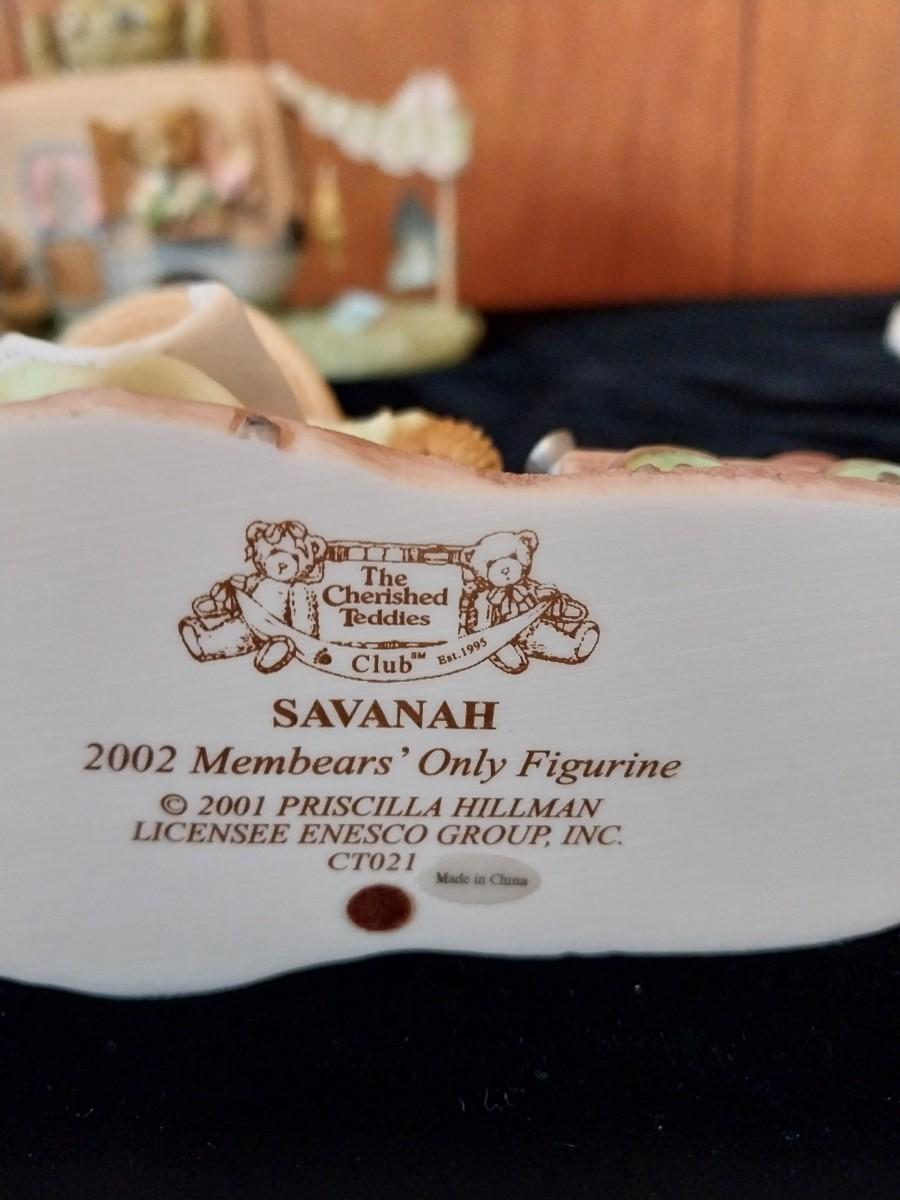 The
Cherished
Teddies
Club℠ Est.1995
SAVANAH
2002 Membears' Only Figurine
© 2001 PRISCILLA HILLMAN
LICENSEE ENESCO GROUP, INC.
CT021
Made in China